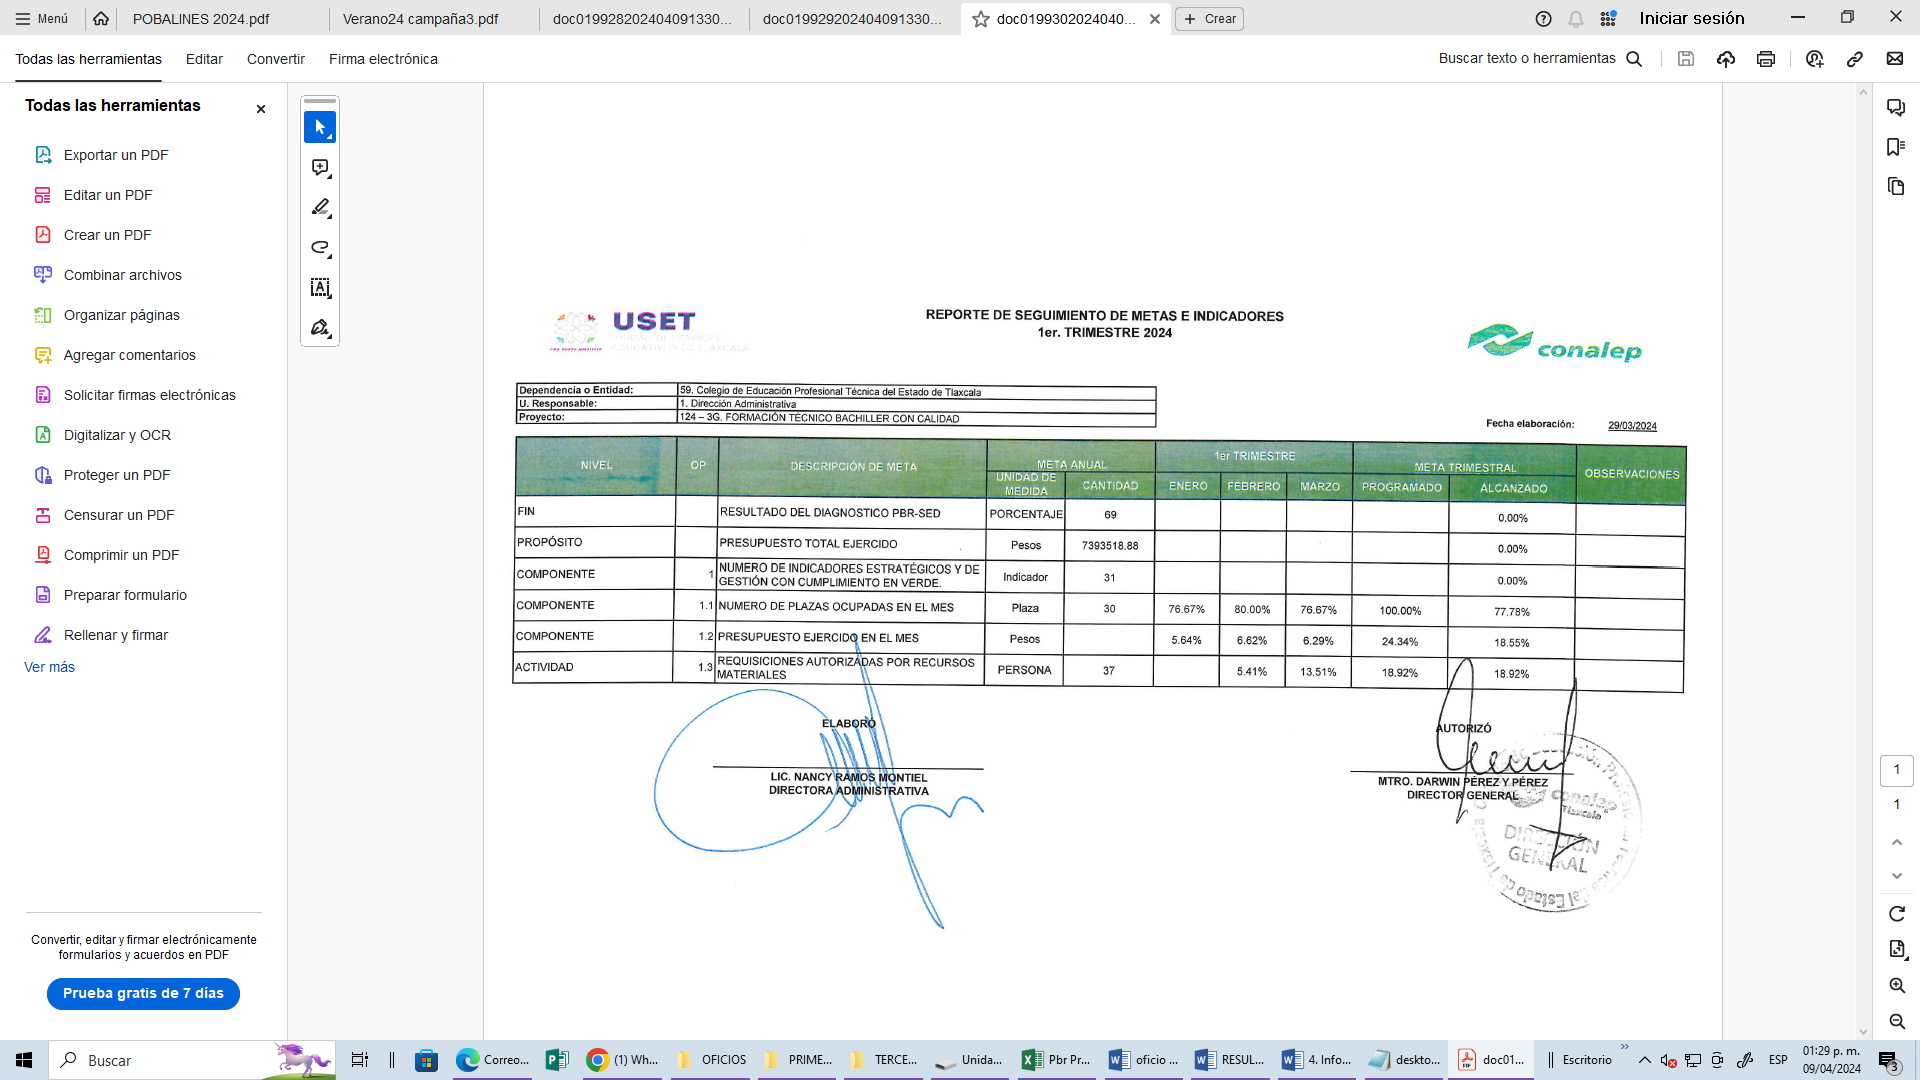 Menú
POBALINES 2024.pdf
Verano24 campaña3.pdf
doc019928202404091330...
doc019929202404091330...
doc0199302024040...
Crear
Iniciar sesión
Todas las herramientas
Editar
Convertir
Firma electrónica
Buscar texto o herramientas
Todas las herramientas
Exportar un PDF
Editar un PDF
Crear un PDF
Combinar archivos
Organizar páginas
Agregar comentarios
Solicitar firmas electrónicas
Digitalizar y OCR
Proteger un PDF
Censurar un PDF
Comprimir un PDF
Preparar formulario
Rellenar y firmar
Ver más
Convertir, editar y firmar electrónicamente
formularios y acuerdos en PDF
Prueba gratis de 7 días
USET
REPORTE DE SEGUIMIENTO DE METAS E INDICADORES
1er. TRIMESTRE 2024
conalep
Dependencia o Entidad: 59. Colegio de Educación Profesional Técnica del Estado de Tlaxcala
U. Responsable: 1. Dirección Administrativa
Proyecto: 124 – 3G. FORMACIÓN TÉCNICO BACHILLER CON CALIDAD
Fecha elaboración: 29/03/2024
NIVEL OP DESCRIPCIÓN DE META META ANUAL 1er TRIMESTRE META TRIMESTRAL OBSERVACIONES
UNIDAD DE MEDIDA CANTIDAD ENERO FEBRERO MARZO PROGRAMADO ALCANZADO
FIN RESULTADO DEL DIAGNOSTICO PBR-SED PORCENTAJE 69 0.00%
PROPÓSITO PRESUPUESTO TOTAL EJERCIDO Pesos 7393518.88 0.00%
COMPONENTE 1 NUMERO DE INDICADORES ESTRATÉGICOS Y DE
GESTIÓN CON CUMPLIMIENTO EN VERDE. Indicador 31 0.00%
COMPONENTE 1.1 NUMERO DE PLAZAS OCUPADAS EN EL MES Plaza 30 76.67% 80.00% 76.67% 100.00% 77.78%
COMPONENTE 1.2 PRESUPUESTO EJERCIDO EN EL MES Pesos 5.64% 6.62% 6.29% 24.34% 18.55%
ACTIVIDAD 1.3 REQUISICIONES AUTORIZADAS POR RECURSOS
MATERIALES PERSONA 37 5.41% 13.51% 18.92% 18.92%
ELABORÓ
LIC. NANCY RAMOS MONTIEL
DIRECTORA ADMINISTRATIVA
AUTORIZÓ
MTRO. DARWIN PÉREZ Y PÉREZ
DIRECTOR GENERAL
conalep
Tlaxcala
DIRECCIÓN
GENERAL
1
1
Buscar
Correo...
(1) Wh...
OFICIOS
PRIME...
TERCE...
Unida...
Pbr Pr...
oficio ...
RESUL...
4. Info...
deskto...
doc01...
Escritorio
ESP
01:29 p. m.
09/04/2024
3